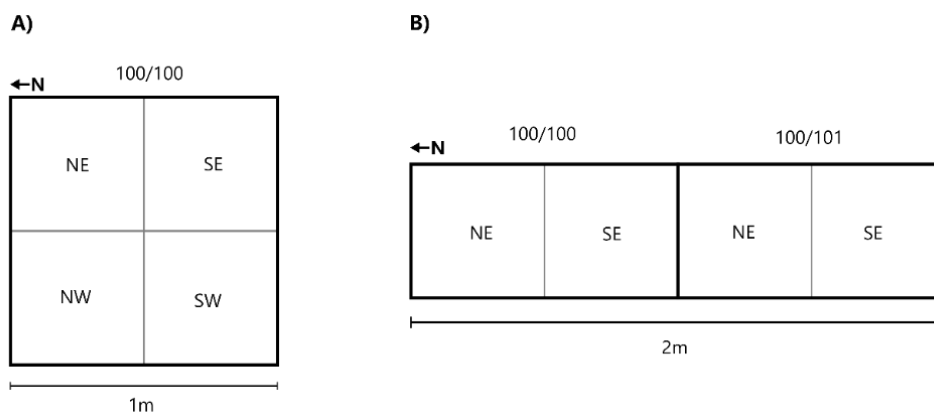 A)
100/100
←N
NE SE
NW SW
1m
B)
100/100 100/101
←N
NE SE NE SE
2m